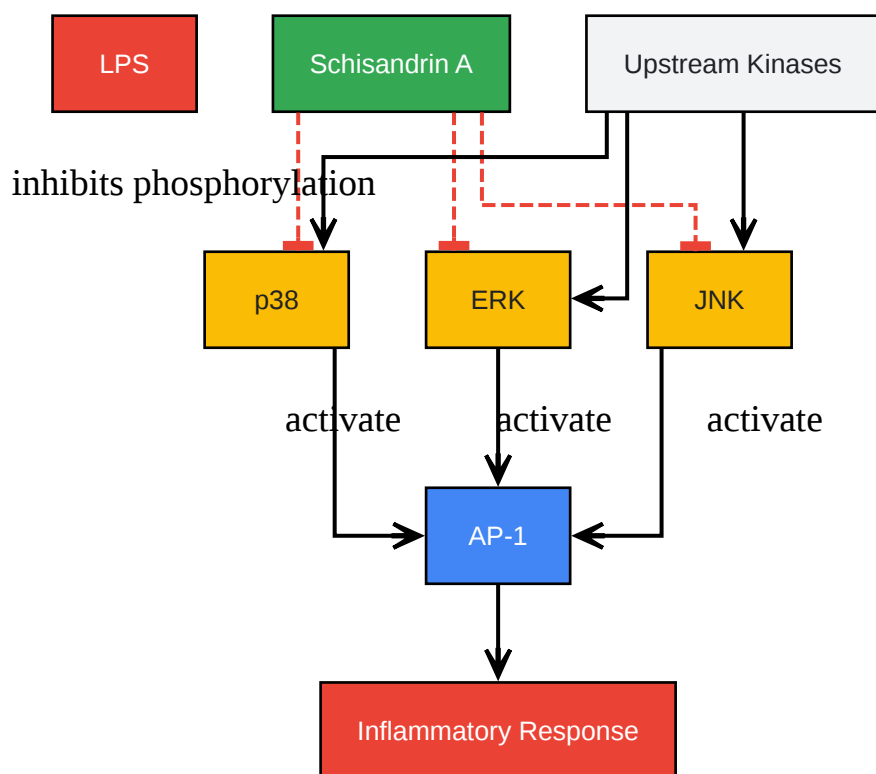 LPS
Schisandrin A
Upstream Kinases
inhibits phosphorylation
p38
ERK
JNK
activate
activate
activate
AP-1
Inflammatory Response